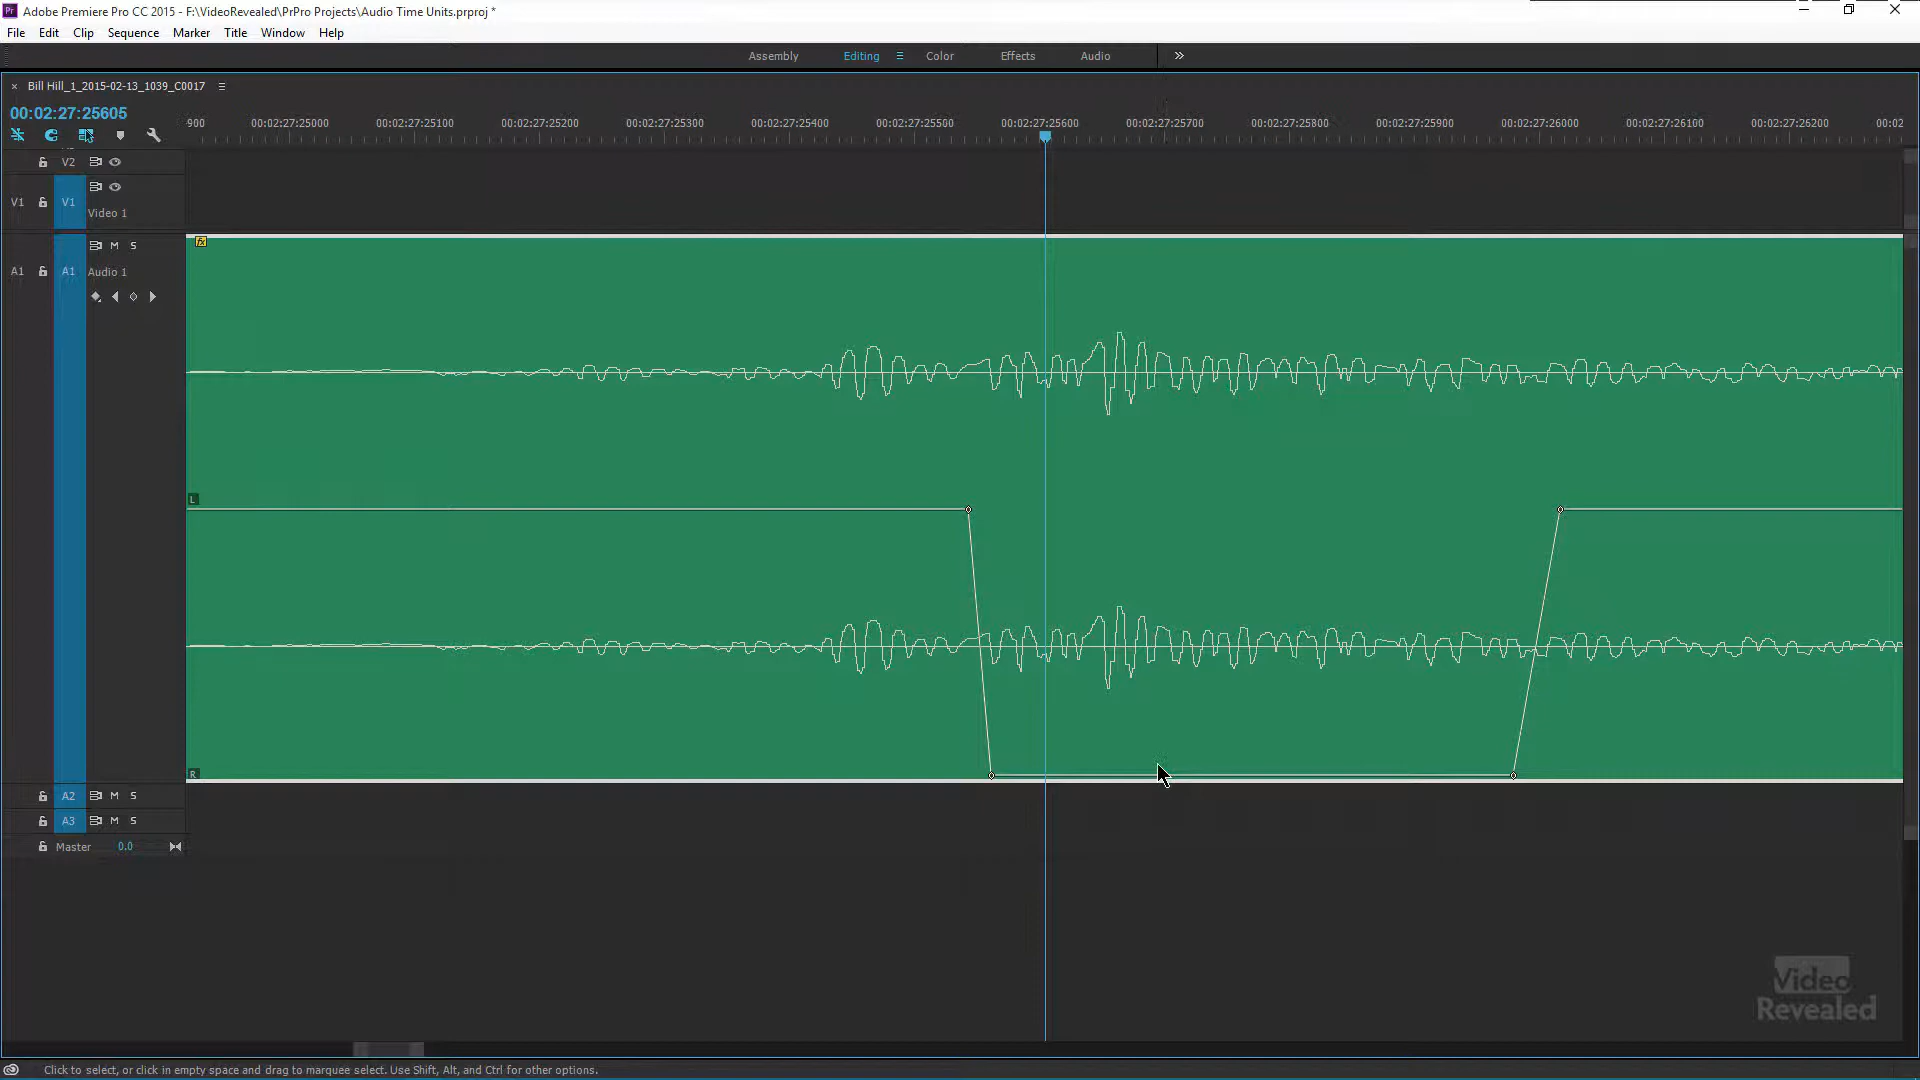 Pr Adobe Premiere Pro CC 2015 - F:\VideoRevealed\PrPro Projects\Audio Time Units.prproj *
File Edit Clip Sequence Marker Title Window Help
Assembly Editing Color Effects Audio
Bill Hill_1_2015-02-13_1039_C0017
00:02:27:25605
900 00:02:27:25000 00:02:27:25100 00:02:27:25200 00:02:27:25300 00:02:27:25400 00:02:27:25500 00:02:27:25600 00:02:27:25700 00:02:27:25800 00:02:27:25900 00:02:27:26000 00:02:27:26100 00:02:27:26200 00:02
V2
V1 V1
Video 1
fx
M S
A1 A1 Audio 1
L
R
A2 M S
A3 M S
Master 0.0
Video
Revealed
Click to select, or click in empty space and drag to marquee select. Use Shift, Alt, and Ctrl for other options.